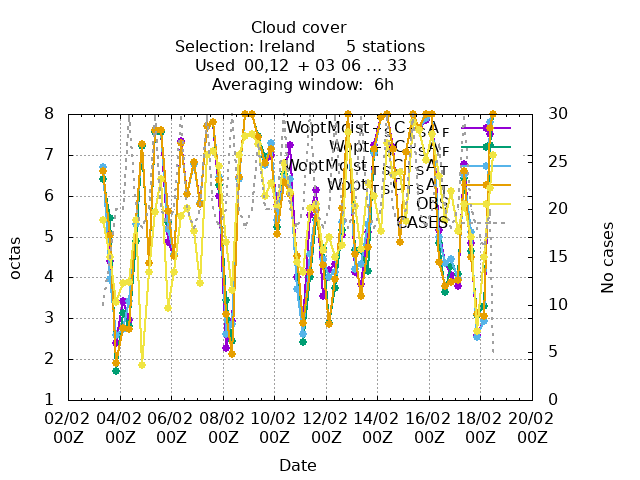 Cloud cover
Selection: Ireland 5 stations
Used 00,12 + 03 06 ... 33
Averaging window: 6h
octas
No cases
8
7
6
5
4
3
2
1
30
25
20
15
10
5
0
OBS
CASES
02/02 04/02 06/02 08/02 10/02 12/02 14/02 16/02 18/02 20/02
00Z 00Z 00Z 00Z 00Z 00Z 00Z 00Z 00Z 00Z
Date